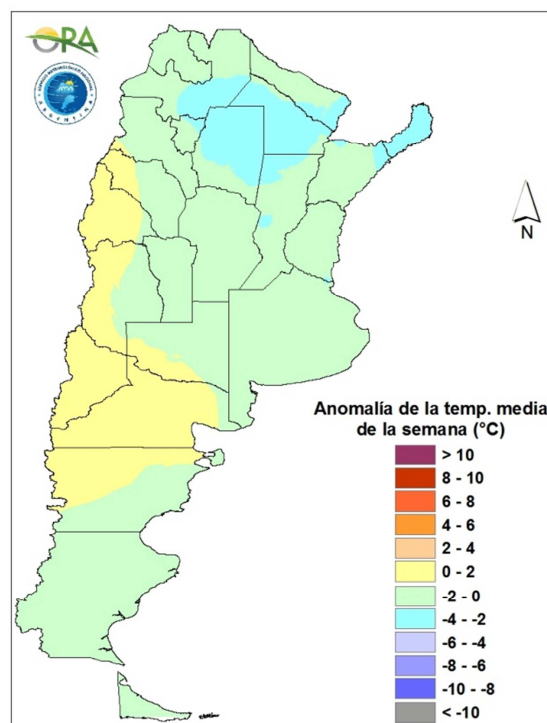 ORA
N
Anomalía de la temp. media
de la semana (°C)
> 10
8 - 10
6 - 8
4 - 6
2 - 4
0 - 2
-2 - 0
-4 - -2
-6 - -4
-8 - -6
-10 - -8
< -10